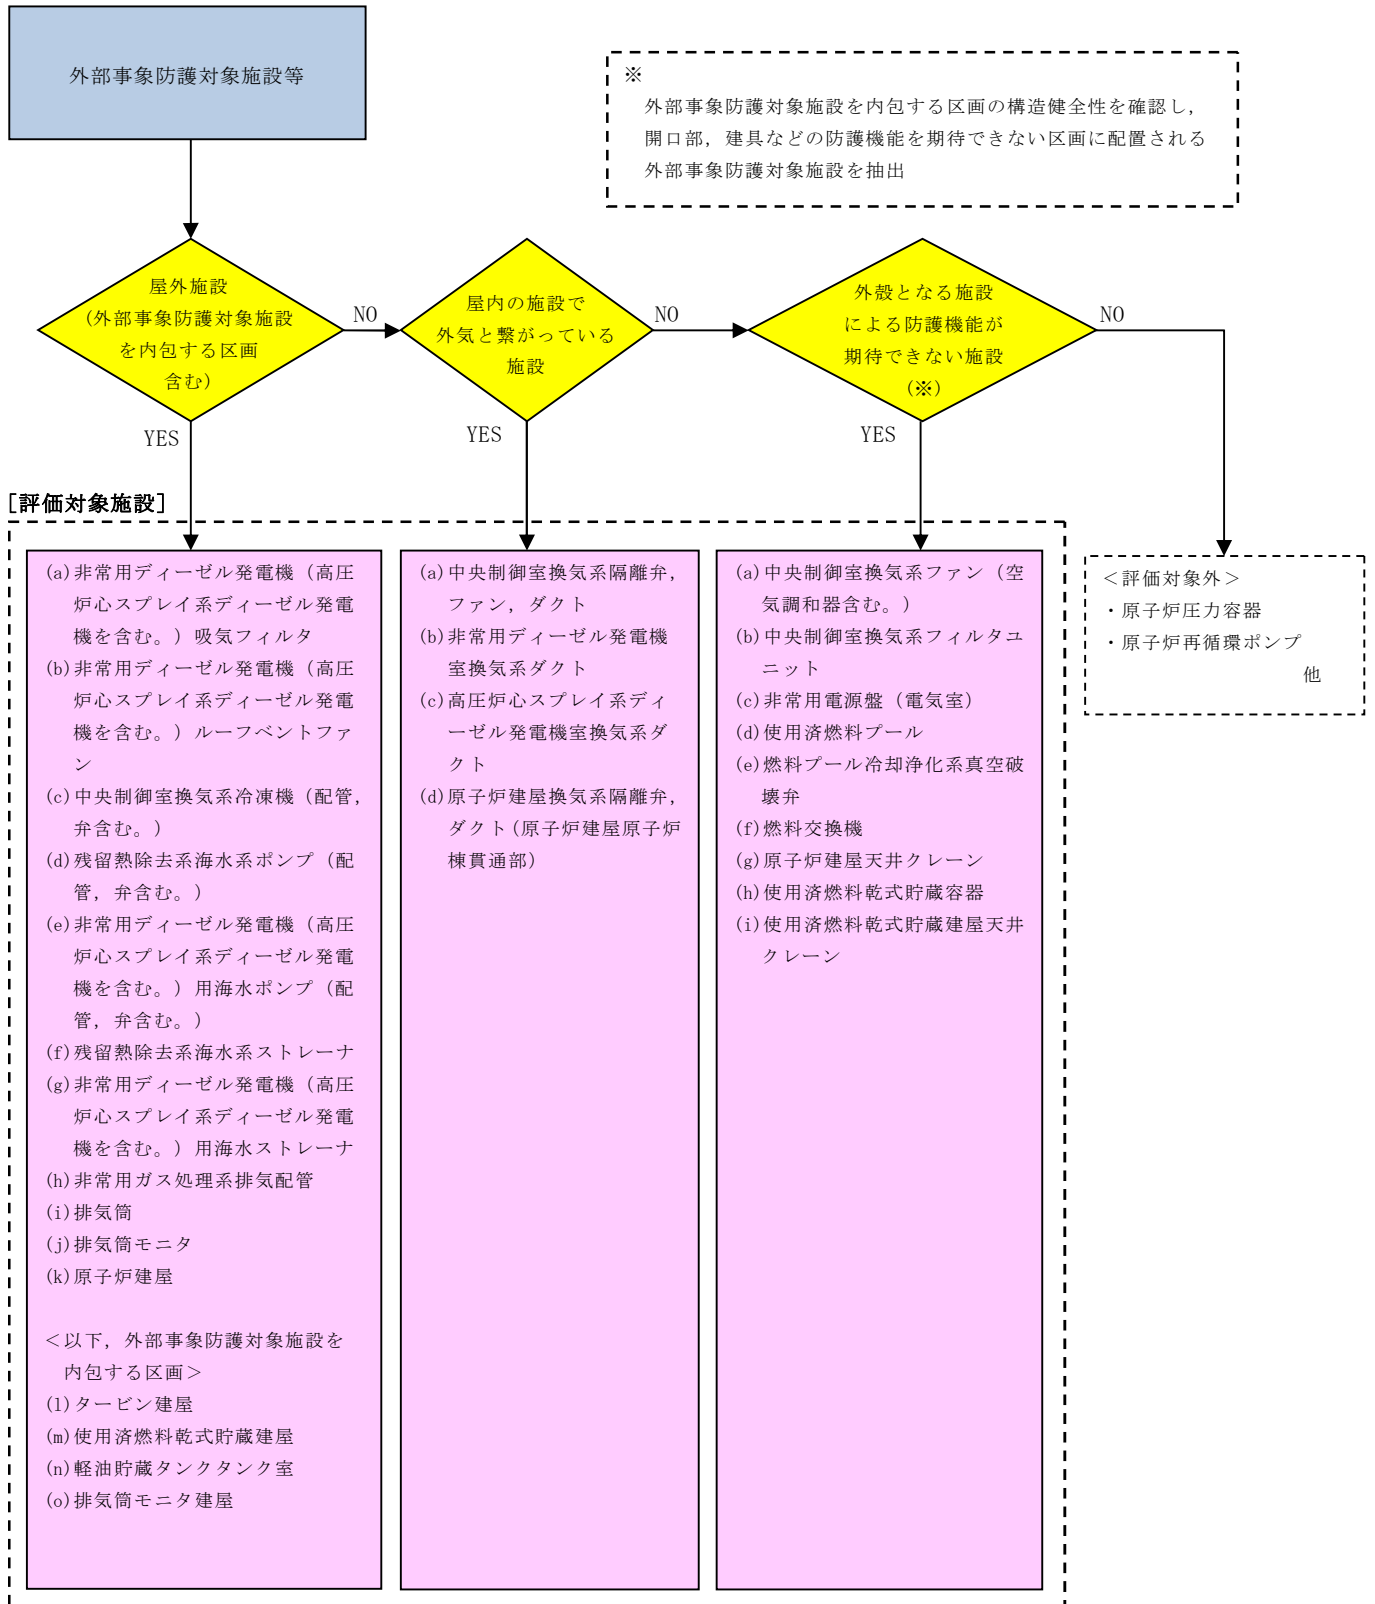 外部事象防護対象施設等
※
外部事象防護対象施設を内包する区画の構造健全性を確認し，
開口部，建具などの防護機能を期待できない区画に配置される
外部事象防護対象施設を抽出
屋外施設
(外部事象防護対象施設
を内包する区画
含む)
NO
屋内の施設で
外気と繋がっている
施設
NO
外殻となる施設
による防護機能が
期待できない施設
(※)
NO
YES
YES
YES
[評価対象施設]
(a)非常用ディーゼル発電機（高圧
炉心スプレイ系ディーゼル発電
機を含む。）吸気フィルタ
(b)非常用ディーゼル発電機（高圧
炉心スプレイ系ディーゼル発電
機を含む。）ルーフベントファ
ン
(c)中央制御室換気系冷凍機（配管，
弁含む。）
(d)残留熱除去系海水系ポンプ（配
管，弁含む。）
(e)非常用ディーゼル発電機（高圧
炉心スプレイ系ディーゼル発電
機を含む。）用海水ポンプ（配
管，弁含む。）
(f)残留熱除去系海水系ストレーナ
(g)非常用ディーゼル発電機（高圧
炉心スプレイ系ディーゼル発電
機を含む。）用海水ストレーナ
(h)非常用ガス処理系排気配管
(i)排気筒
(j)排気筒モニタ
(k)原子炉建屋
＜以下，外部事象防護対象施設を
内包する区画＞
(l)タービン建屋
(m)使用済燃料乾式貯蔵建屋
(n)軽油貯蔵タンクタンク室
(o)排気筒モニタ建屋
(a)中央制御室換気系隔離弁，
ファン，ダクト
(b)非常用ディーゼル発電機
室換気系ダクト
(c)高圧炉心スプレイ系ディ
ーゼル発電機室換気系ダ
クト
(d)原子炉建屋換気系隔離弁，
ダクト(原子炉建屋原子炉
棟貫通部)
(a)中央制御室換気系ファン（空
気調和器含む。）
(b)中央制御室換気系フィルタユ
ニット
(c)非常用電源盤（電気室）
(d)使用済燃料プール
(e)燃料プール冷却浄化系真空破
壊弁
(f)燃料交換機
(g)原子炉建屋天井クレーン
(h)使用済燃料乾式貯蔵容器
(i)使用済燃料乾式貯蔵建屋天井
クレーン
＜評価対象外＞
・原子炉圧力容器
・原子炉再循環ポンプ
他